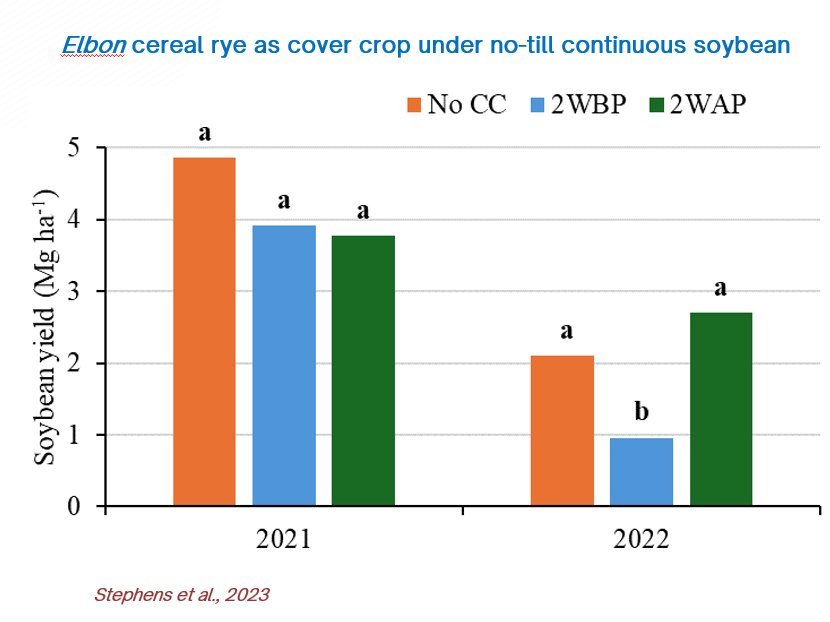 Elbon cereal rye as cover crop under no-till continuous soybean
No CC 2WBP 2WAP
Soybean yield (Mg ha⁻¹)
5
4
3
2
1
0
a
a
a
a
b
a
2021
2022
Stephens et al., 2023